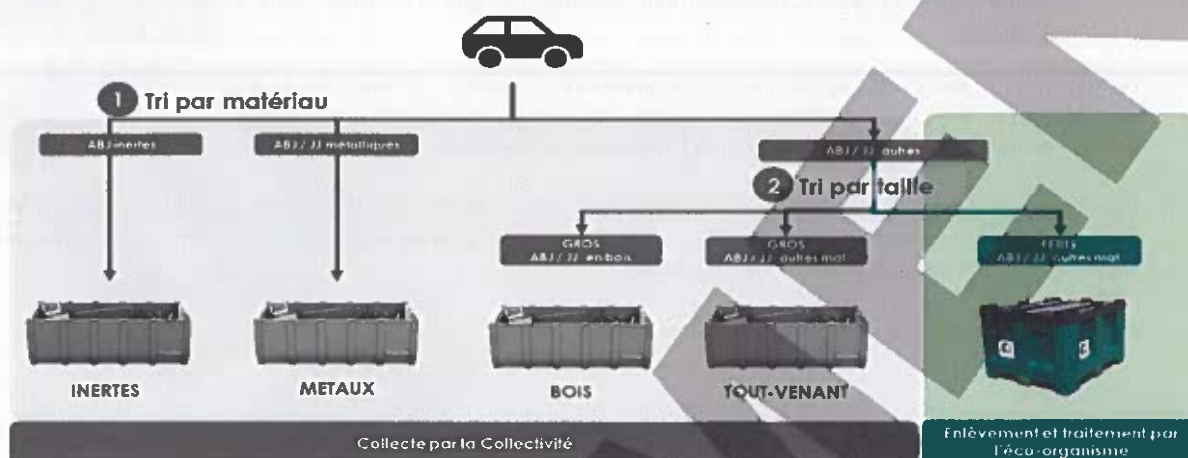 1 Tri par matériau
ABJ inertes
ABJ / JJ métalliques
ABJ / JJ autres
2 Tri par taille
GROS
ABJ / JJ en bois
GROS
ABJ / JJ autres mat.
PETITS
ABJ / JJ autres mat.
INERTES
METAUX
BOIS
TOUT-VENANT
Collecte par la Collectivité
Enlèvement et traitement par
l'éco-organisme